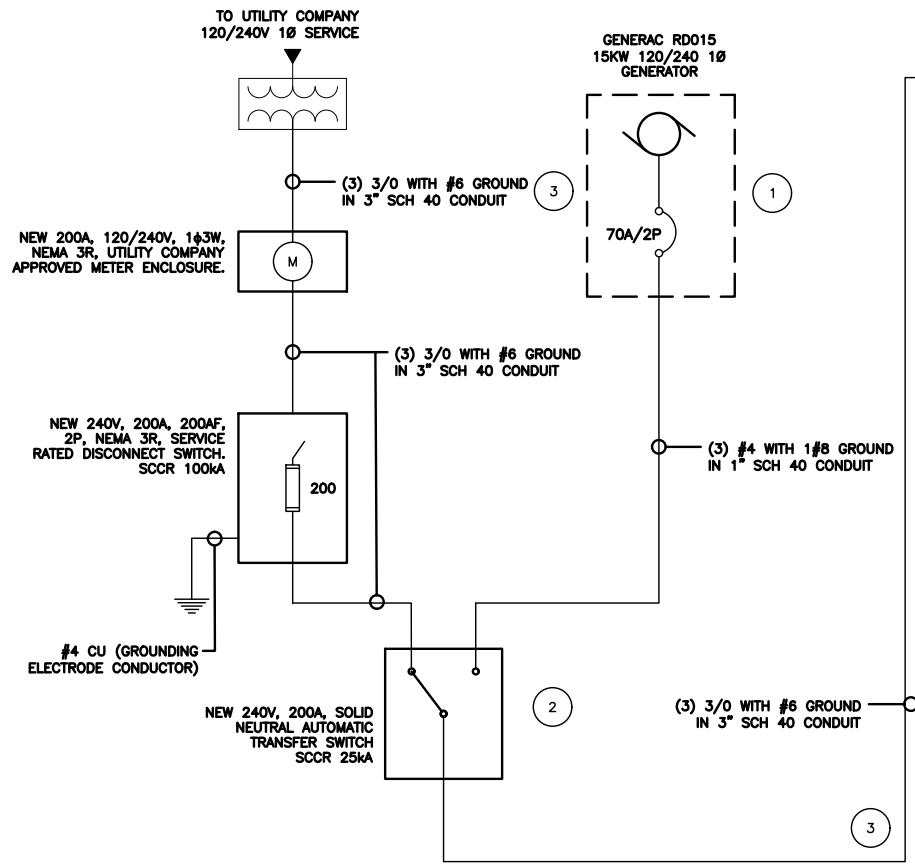 TO UTILITY COMPANY
120/240V 1Ø SERVICE
GENERAC RD015
15KW 120/240 1Ø
GENERATOR
(3) 3/0 WITH #6 GROUND
IN 3" SCH 40 CONDUIT
3
1
70A/2P
NEW 200A, 120/240V, 1ϕ3W,
NEMA 3R, UTILITY COMPANY
APPROVED METER ENCLOSURE.
M
(3) 3/0 WITH #6 GROUND
IN 3" SCH 40 CONDUIT
NEW 240V, 200A, 200AF,
2P, NEMA 3R, SERVICE
RATED DISCONNECT SWITCH.
SCCR 100kA
200
(3) #4 WITH 1#8 GROUND
IN 1" SCH 40 CONDUIT
#4 CU (GROUNDING
ELECTRODE CONDUCTOR)
NEW 240V, 200A, SOLID
NEUTRAL AUTOMATIC
TRANSFER SWITCH
SCCR 25kA
2
(3) 3/0 WITH #6 GROUND
IN 3" SCH 40 CONDUIT
3